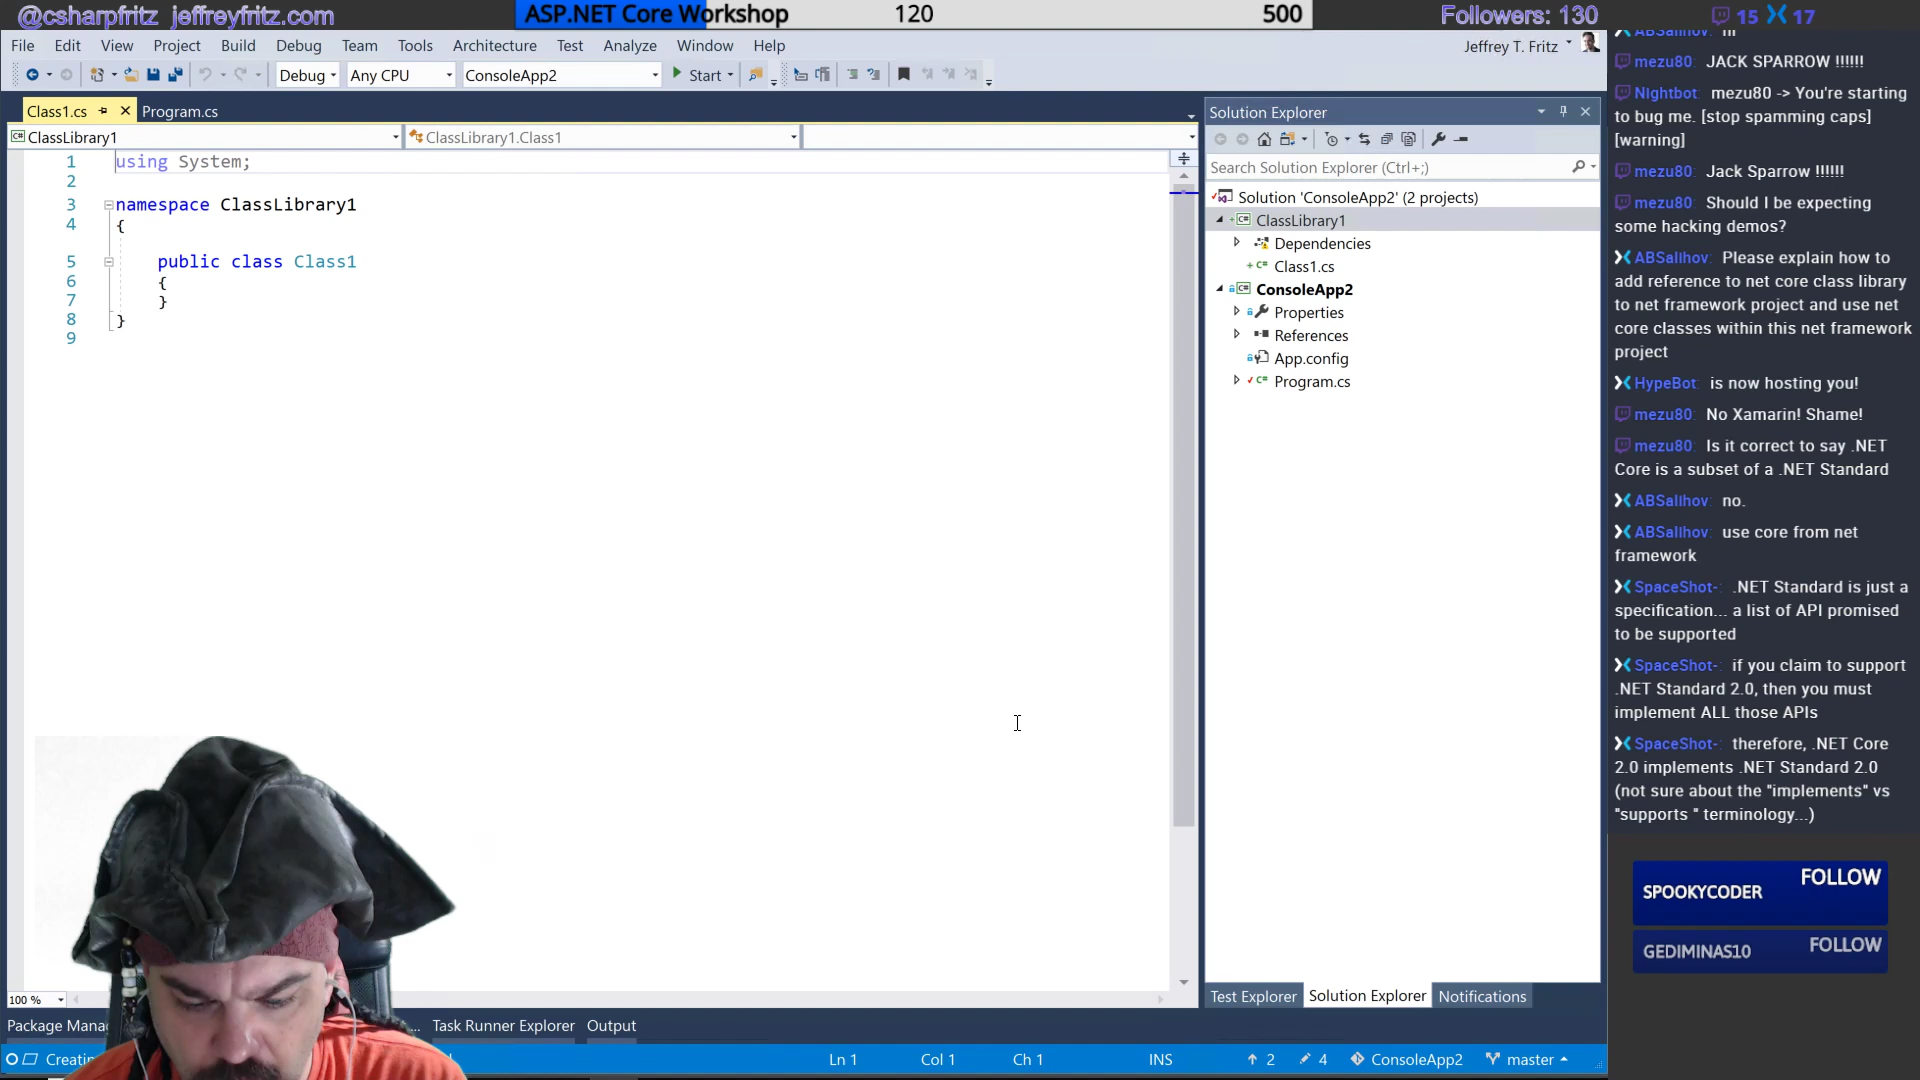 @csharpfritz jeffreyfritz.com
ASP.NET Core Workshop 120 500
Followers: 130
15 17
File Edit View Project Build Debug Team Tools Architecture Test Analyze Window Help
Jeffrey T. Fritz
Debug Any CPU ConsoleApp2 Start
Class1.cs Program.cs
ClassLibrary1 ClassLibrary1.Class1
1 using System;
2
3 namespace ClassLibrary1
4 {
5 public class Class1
6 {
7 }
8 }
9
100 %
Solution Explorer
Search Solution Explorer (Ctrl+;)
Solution 'ConsoleApp2' (2 projects)
ClassLibrary1
Dependencies
Class1.cs
ConsoleApp2
Properties
References
App.config
Program.cs
Test Explorer Solution Explorer Notifications
Task Runner Explorer Output
Ln 1 Col 1 Ch 1 INS 2 4 ConsoleApp2 master
mezu80: JACK SPARROW !!!!!!
Nightbot: mezu80 -> You're starting
to bug me. [stop spamming caps]
[warning]
mezu80: Jack Sparrow !!!!!!
mezu80: Should I be expecting
some hacking demos?
ABSalihov: Please explain how to
add reference to net core class library
to net framework project and use net
core classes within this net framework
project
HypeBot: is now hosting you!
mezu80: No Xamarin! Shame!
mezu80: Is it correct to say .NET
Core is a subset of a .NET Standard
ABSalihov: no.
ABSalihov: use core from net
framework
SpaceShot-: .NET Standard is just a
specification... a list of API promised
to be supported
SpaceShot-: if you claim to support
.NET Standard 2.0, then you must
implement ALL those APIs
SpaceShot-: therefore, .NET Core
2.0 implements .NET Standard 2.0
(not sure about the "implements" vs
"supports " terminology...)
SPOOKYCODER FOLLOW
GEDIMINAS10 FOLLOW